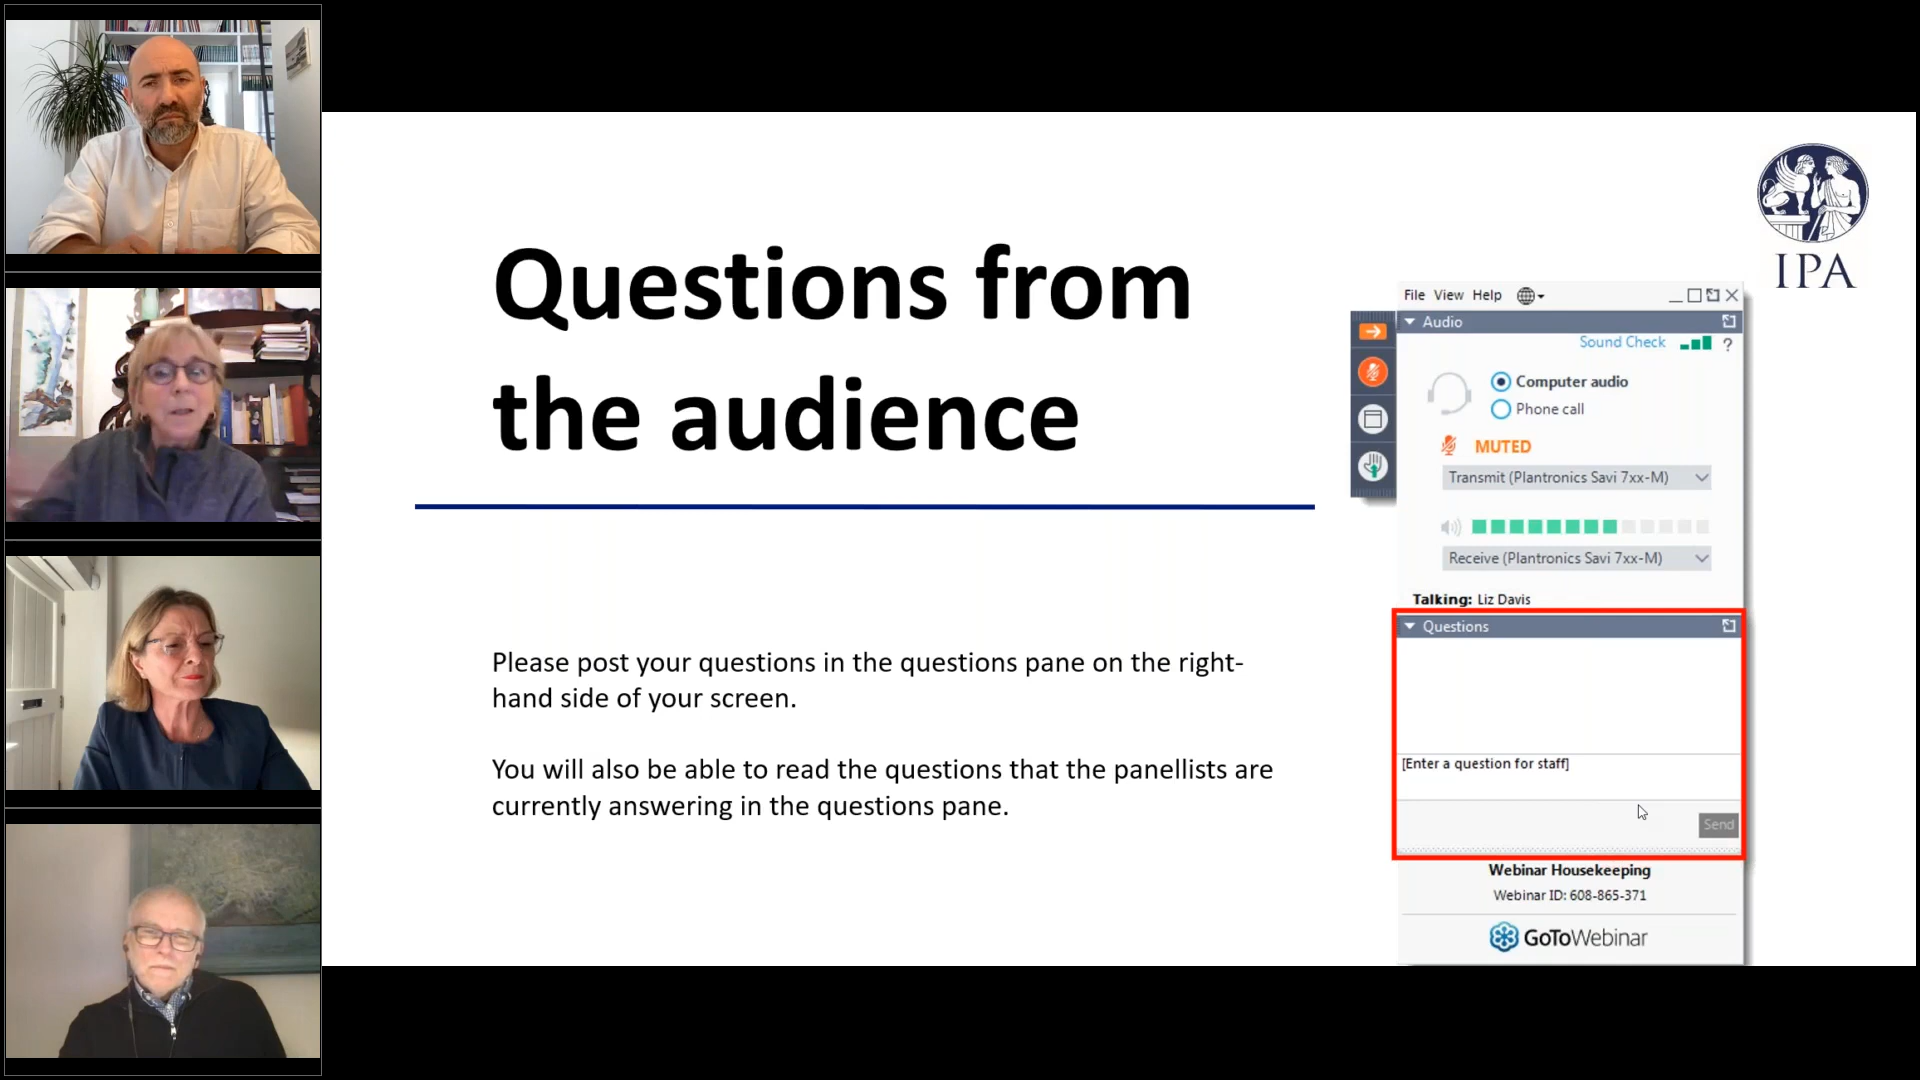 Questions from
the audience
Please post your questions in the questions pane on the right-
hand side of your screen.
You will also be able to read the questions that the panellists are
currently answering in the questions pane.
IPA
File View Help
Audio
Sound Check ?
Computer audio
Phone call
MUTED
Transmit (Plantronics Savi 7xx-M)
Receive (Plantronics Savi 7xx-M)
Talking: Liz Davis
Questions
[Enter a question for staff]
Send
Webinar Housekeeping
Webinar ID: 608-865-371
GoToWebinar